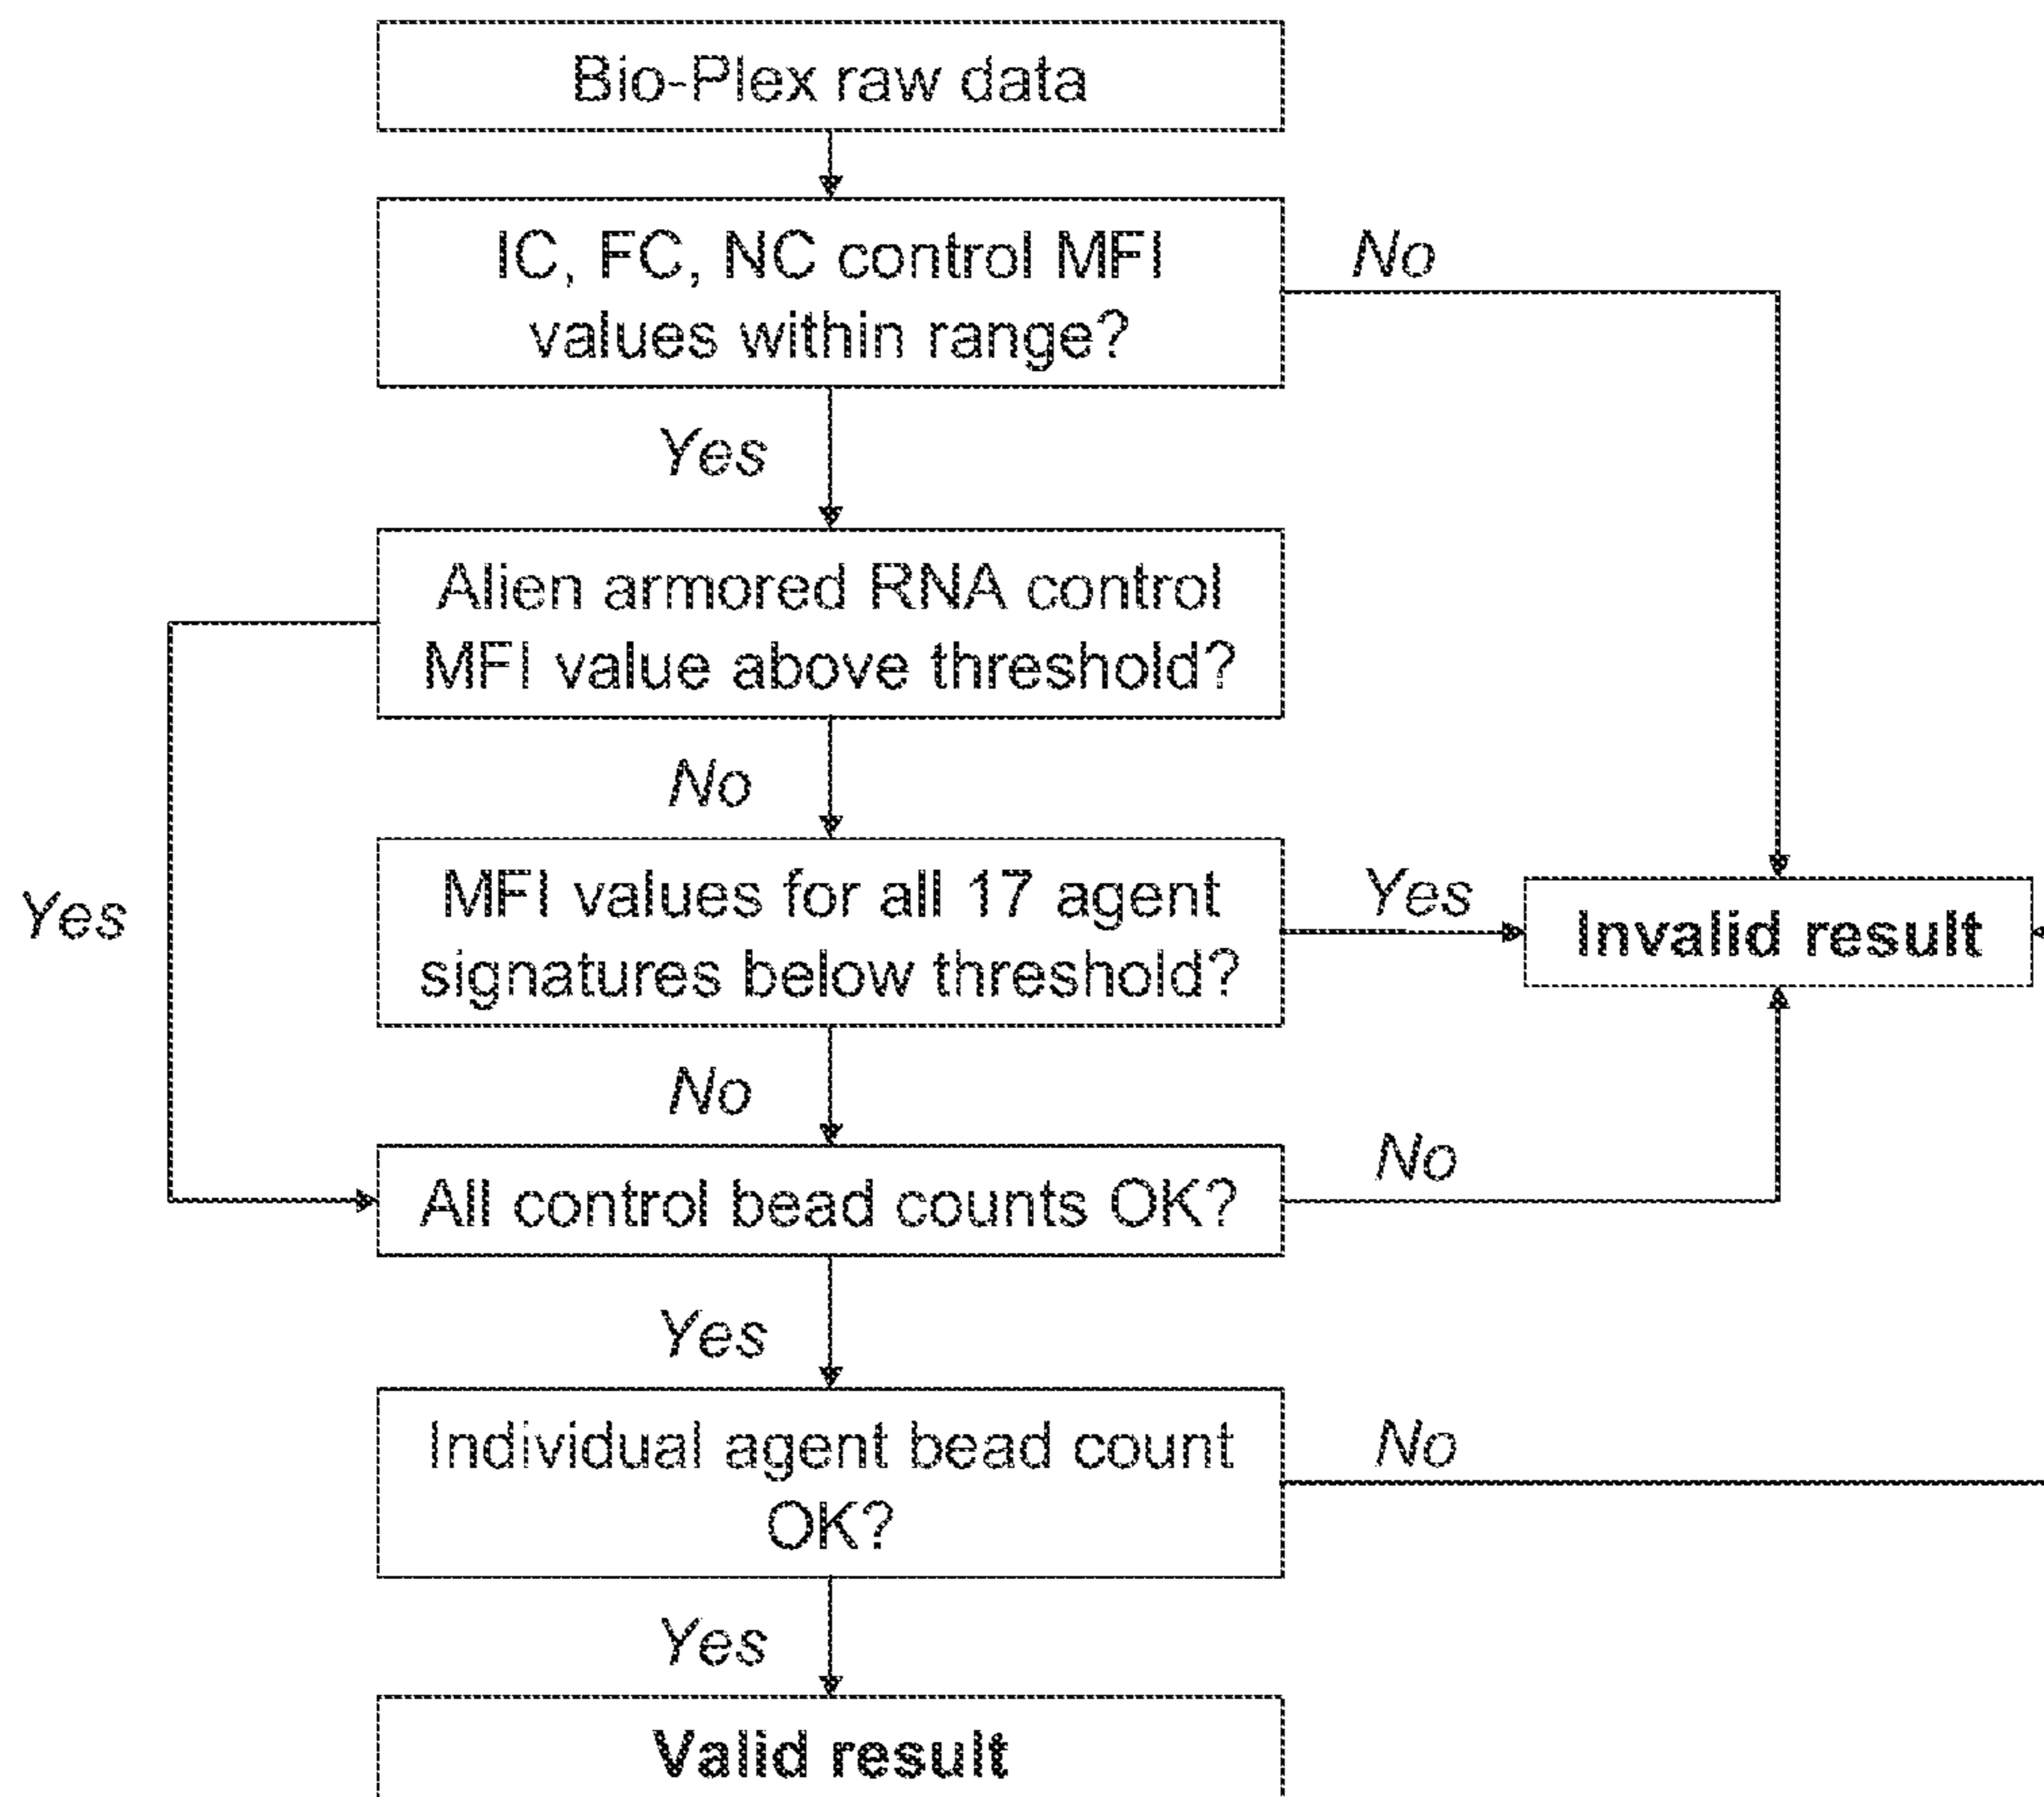 Bio-Plex raw data
IC, FC, NC control MFI
values within range?
No
Yes
Alien armored RNA control
MFI value above threshold?
No
Yes
MFI values for all 17 agent
signatures below threshold?
Yes
Invalid result
No
All control bead counts OK?
No
Yes
Individual agent bead count
OK?
No
Yes
Valid result